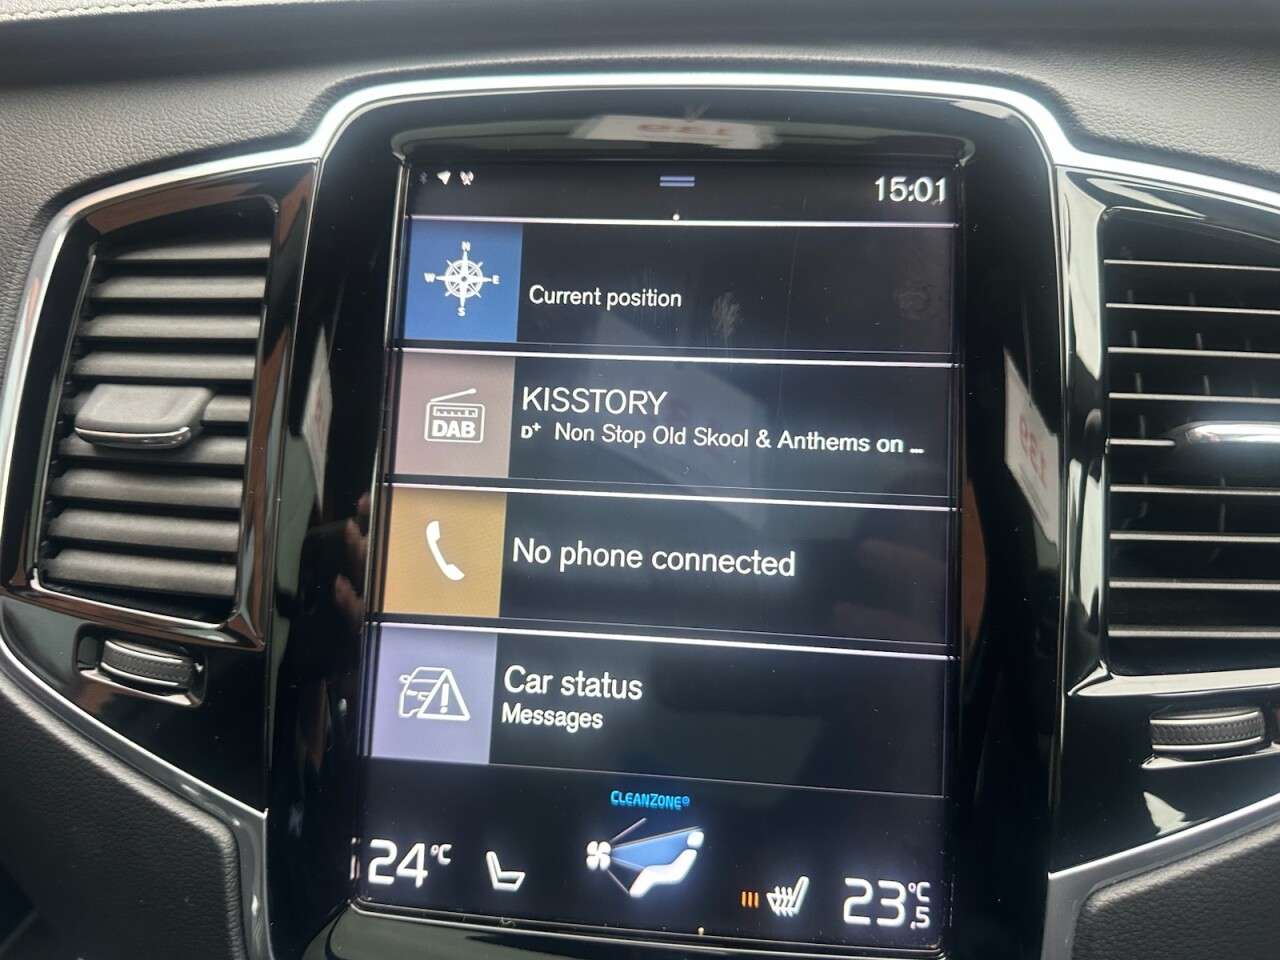 15:01
N
W E
S
Current position
DAB
KISSTORY
D+ Non Stop Old Skool & Anthems on ...
No phone connected
Car status
Messages
CLEANZONE®
24°C
23,5°C